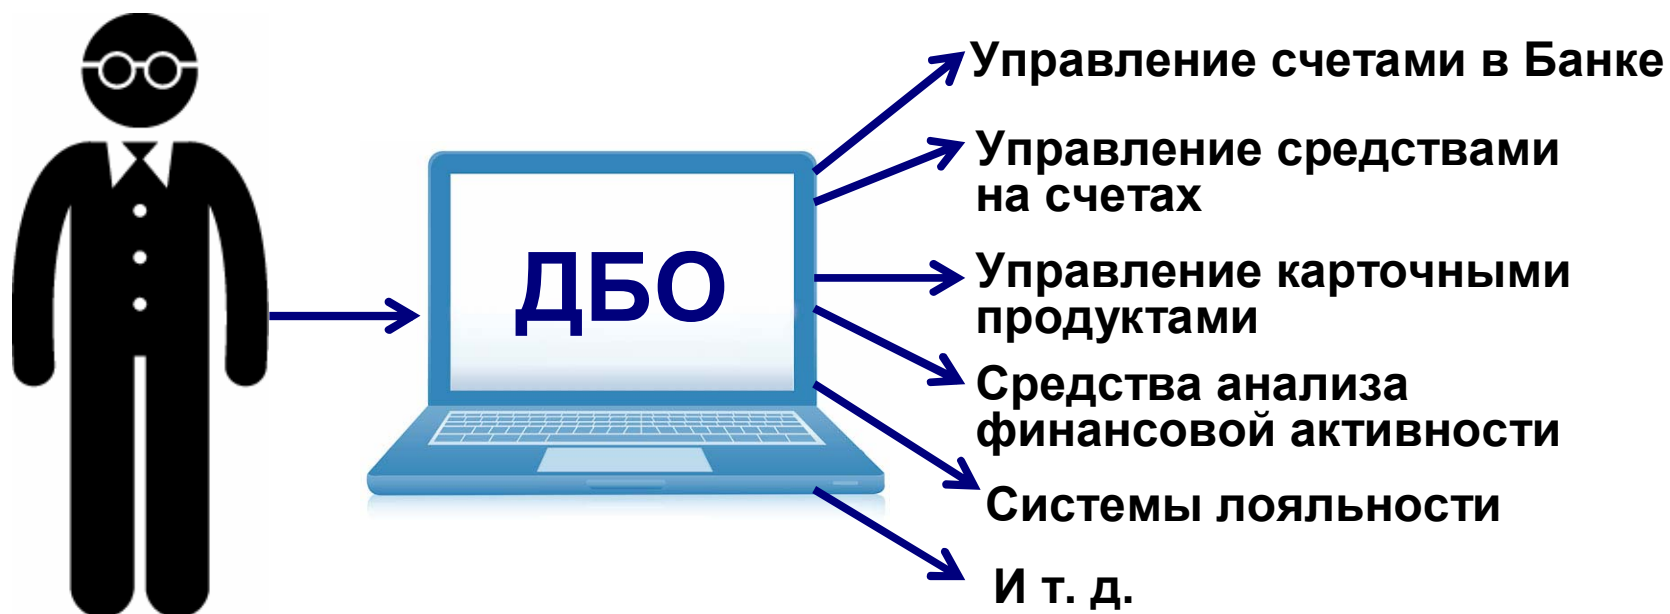 ДБО
Управление счетами в Банке
Управление средствами
на счетах
Управление карточными
продуктами
Средства анализа
финансовой активности
Системы лояльности
И т. д.